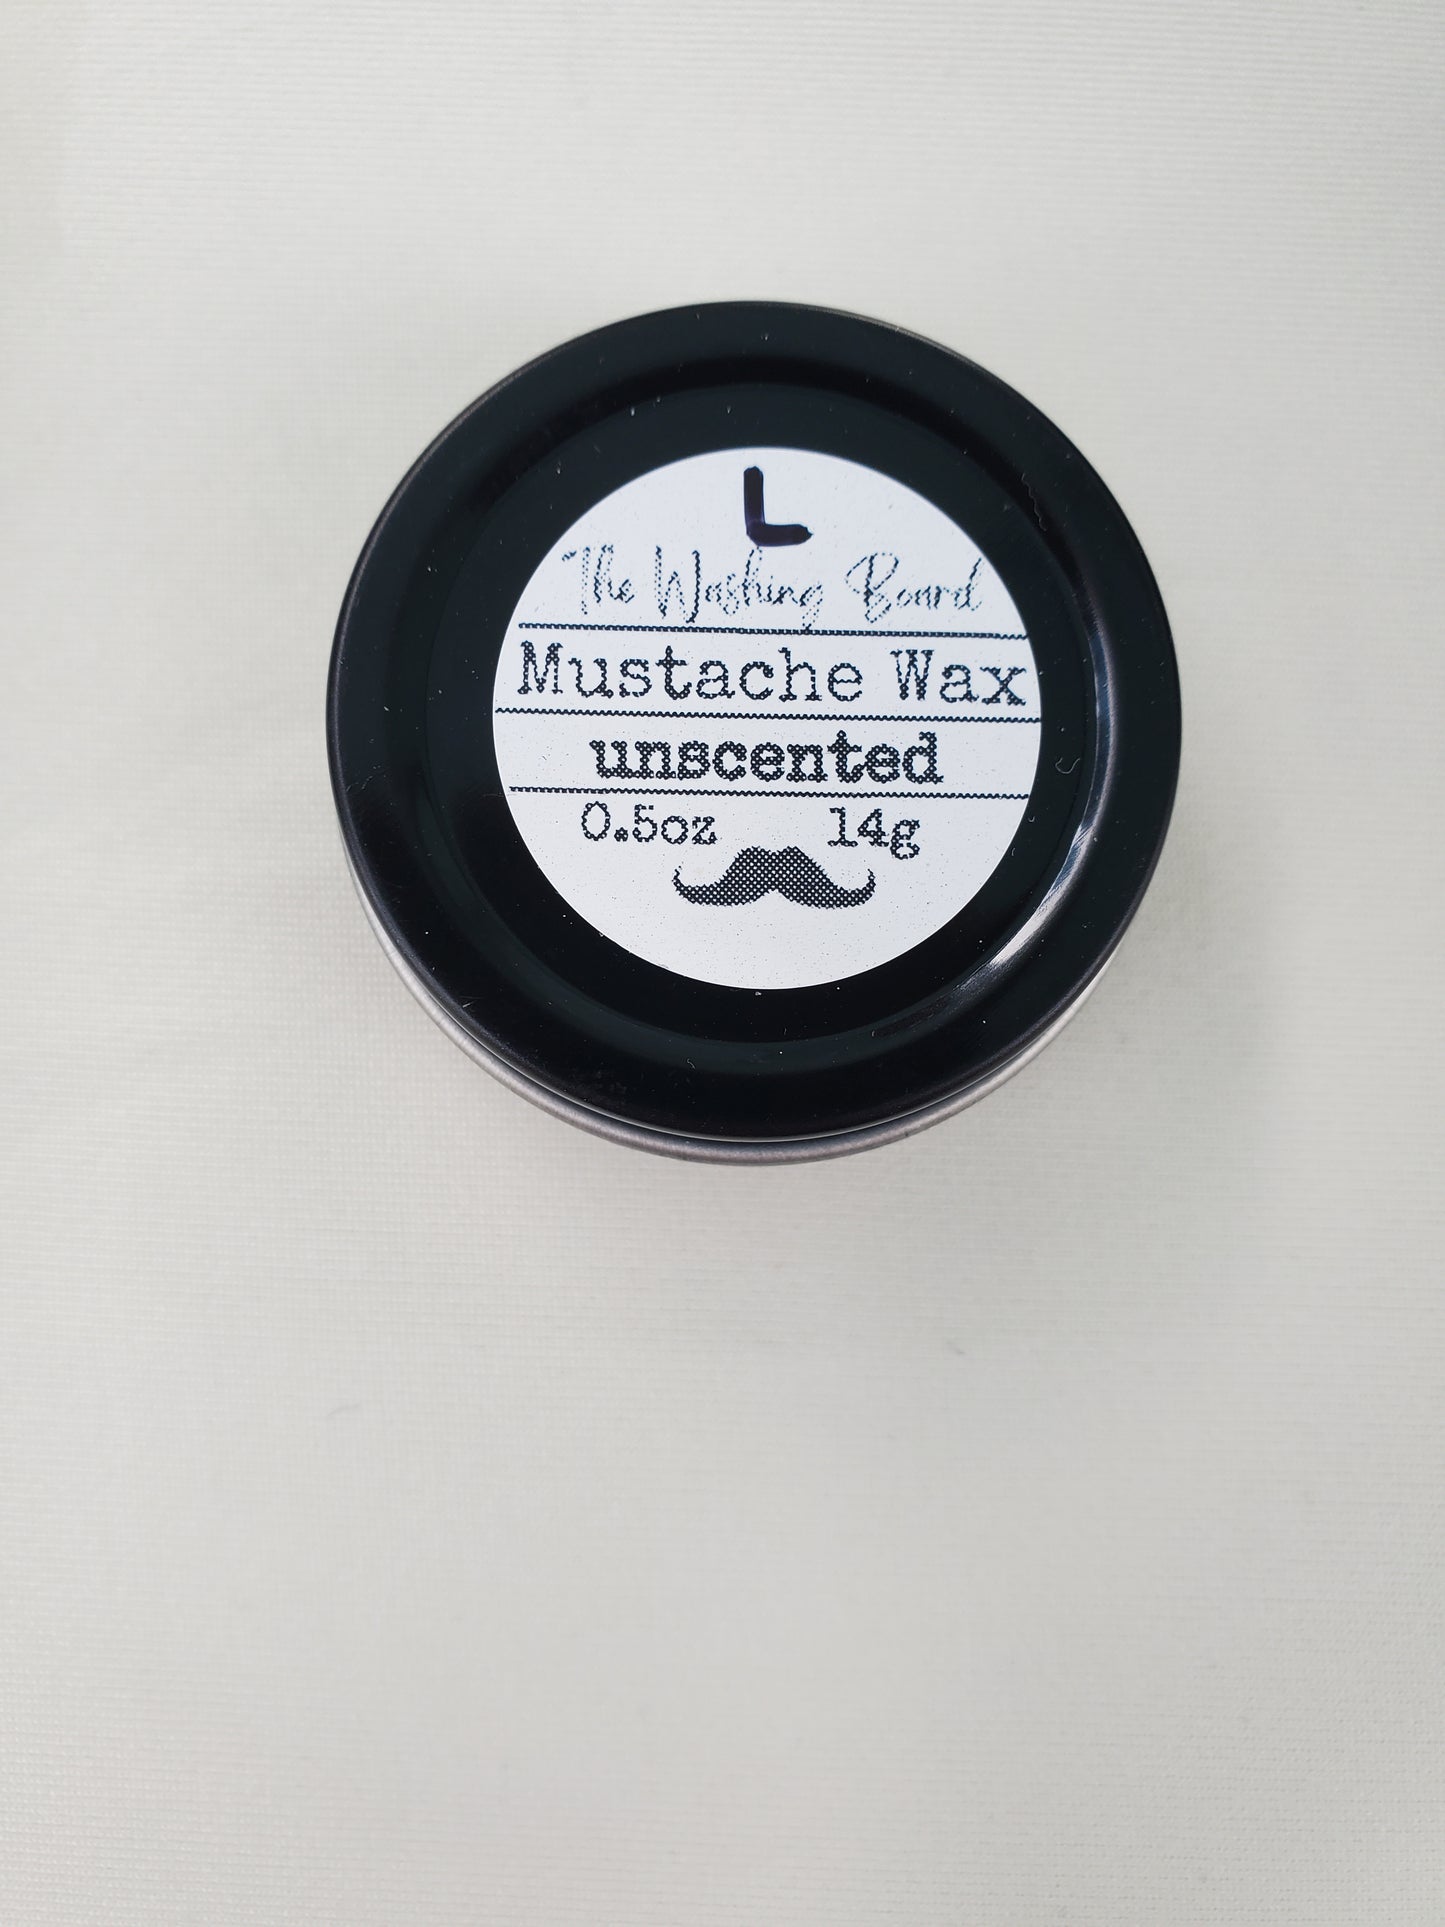 L
The Washing Board
Mustache Wax
unscented
0.5oz 14g